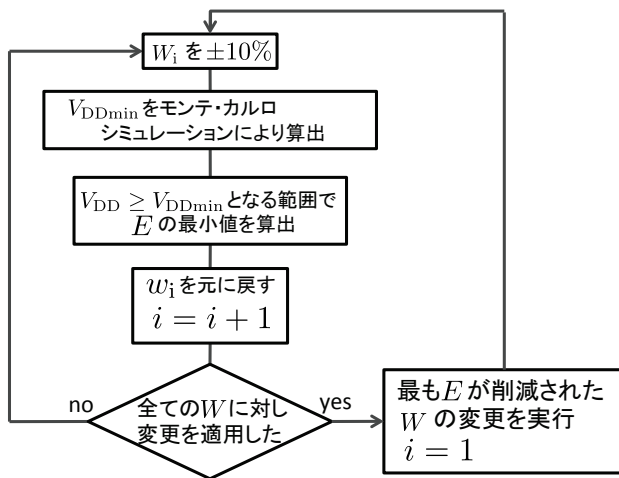 W_i を±10%
V_DDmin をモンテ・カルロ
シミュレーションにより算出
V_DD ≥ V_DDmin となる範囲で
E の最小値を算出
w_i を元に戻す
i = i + 1
no
全てのWに対し
変更を適用した
yes
最もEが削減された
W の変更を実行
i = 1